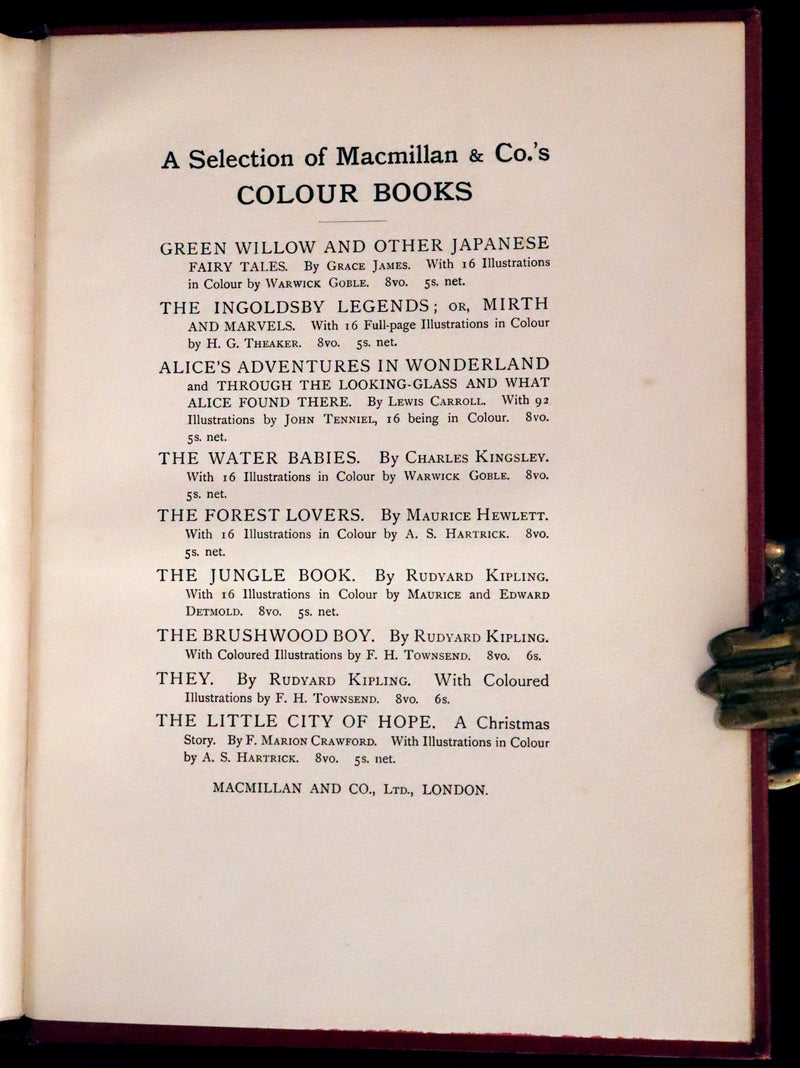 A Selection of Macmillan & Co.'s
COLOUR BOOKS
GREEN WILLOW AND OTHER JAPANESE
FAIRY TALES. By GRACE JAMES. With 16 Illustrations
in Colour by WARWICK GOBLE. 8vo. 5s. net.
THE INGOLDSBY LEGENDS; OR, MIRTH
AND MARVELS. With 16 Full-page Illustrations in Colour
by H. G. THEAKER. 8vo. 5s. net.
ALICE'S ADVENTURES IN WONDERLAND
and THROUGH THE LOOKING-GLASS AND WHAT
ALICE FOUND THERE. By LEWIS CARROLL. With 92
Illustrations by JOHN TENNIEL, 16 being in Colour. 8vo.
5s. net.
THE WATER BABIES. By CHARLES KINGSLEY.
With 16 Illustrations in Colour by WARWICK GOBLE. 8vo.
5s. net.
THE FOREST LOVERS. By MAURICE HEWLETT.
With 16 Illustrations in Colour by A. S. HARTRICK. 8vo.
5s. net.
THE JUNGLE BOOK. By RUDYARD KIPLING.
With 16 Illustrations in Colour by MAURICE and EDWARD
DETMOLD. 8vo. 5s. net.
THE BRUSHWOOD BOY. By RUDYARD KIPLING.
With Coloured Illustrations by F. H. TOWNSEND. 8vo. 6s.
THEY. By RUDYARD KIPLING. With Coloured
Illustrations by F. H. TOWNSEND. 8vo. 6s.
THE LITTLE CITY OF HOPE. A Christmas
Story. By F. MARION CRAWFORD. With Illustrations in Colour
by A. S. HARTRICK. 8vo. 5s. net.
MACMILLAN AND CO., LTD., LONDON.